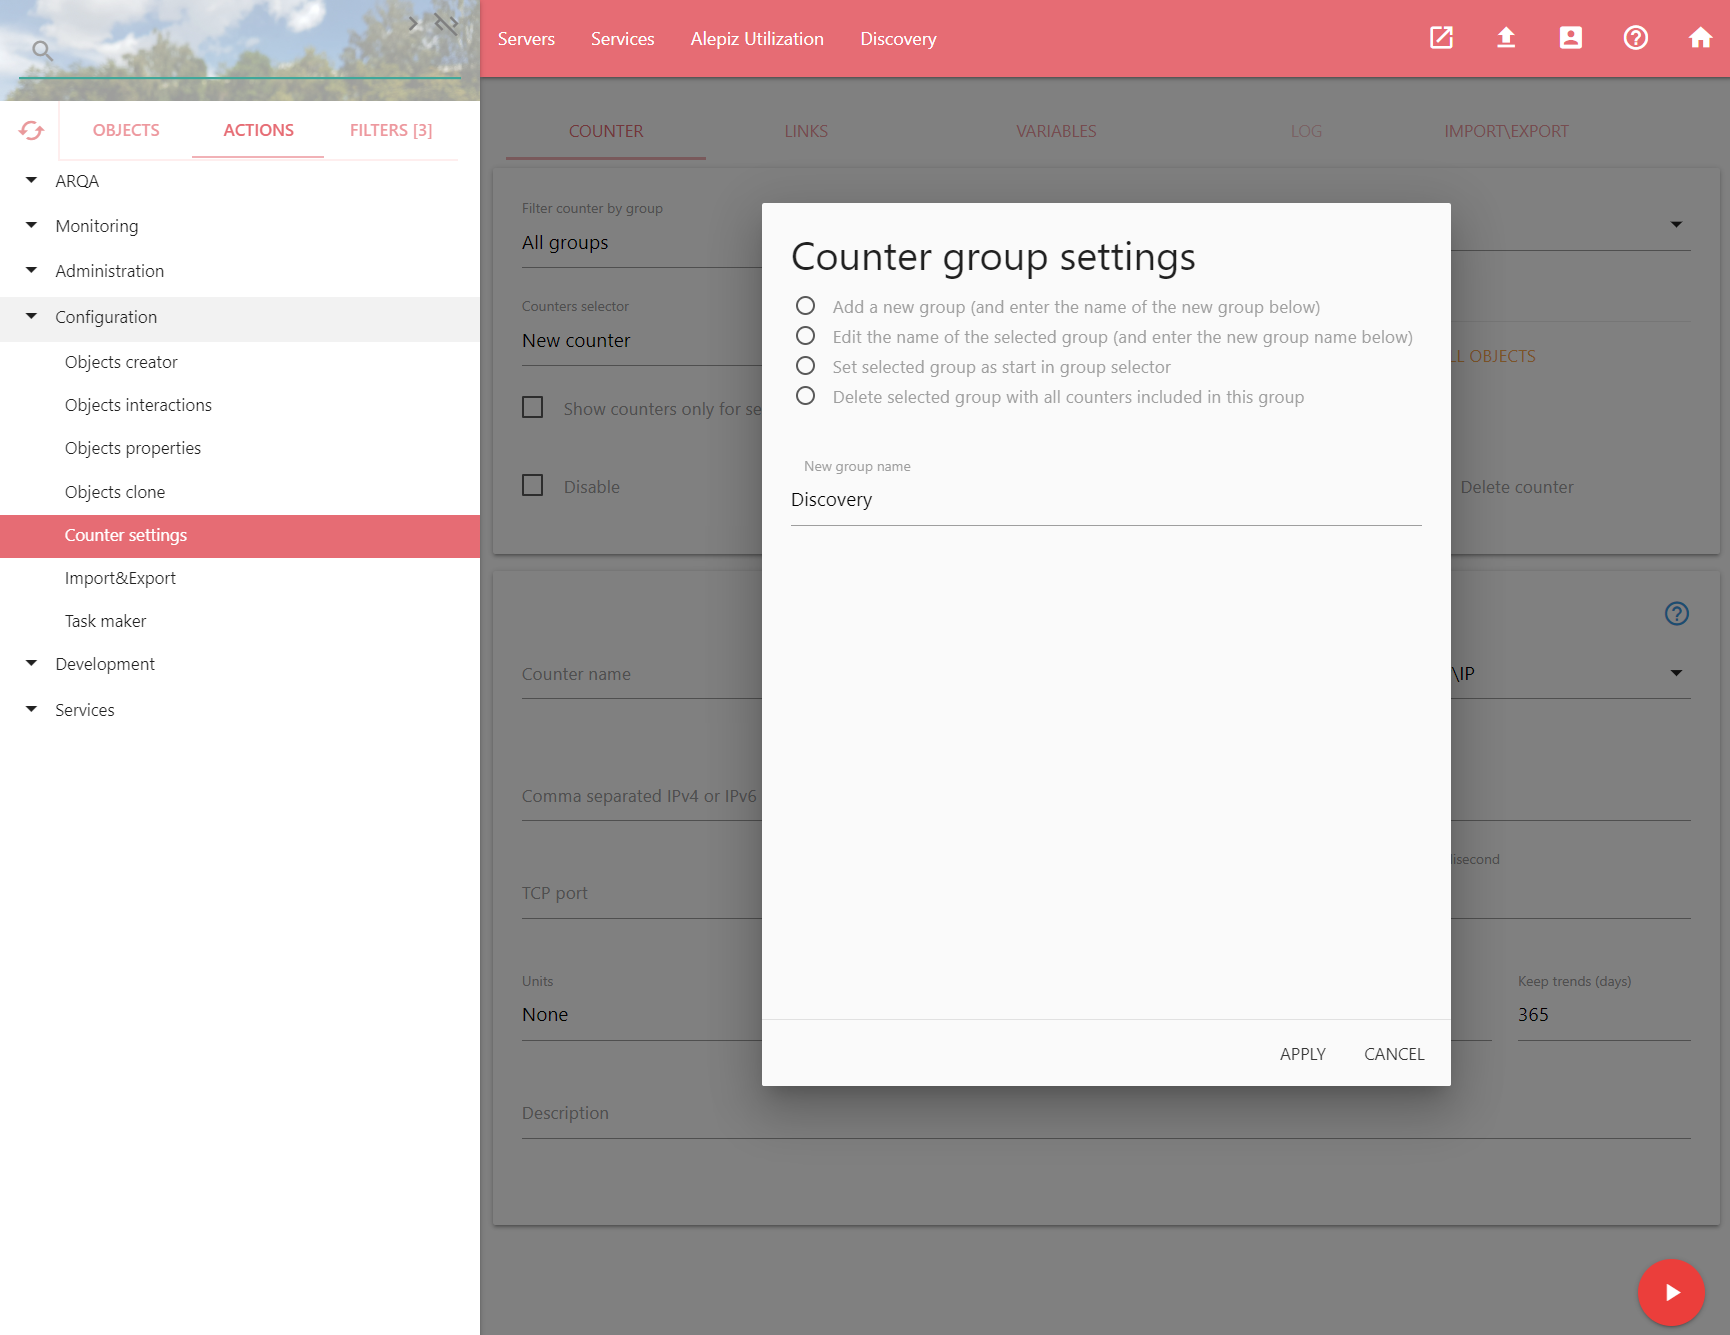 Servers Services Alepiz Utilization Discovery
OBJECTS ACTIONS FILTERS [3]
ARQA
Monitoring
Administration
Configuration
Objects creator
Objects interactions
Objects properties
Objects clone
Counter settings
Import&Export
Task maker
Development
Services
COUNTER LINKS VARIABLES LOG IMPORT\EXPORT
Filter counter by group
All groups
Counters selector
New counter
LL OBJECTS
Show counters only for se
Disable
Delete counter
Counter group settings
Add a new group (and enter the name of the new group below)
Edit the name of the selected group (and enter the new group name below)
Set selected group as start in group selector
Delete selected group with all counters included in this group
New group name
Discovery
APPLY CANCEL
Counter name
\IP
Comma separated IPv4 or IPv6
TCP port
lisecond
Units
None
Keep trends (days)
365
Description